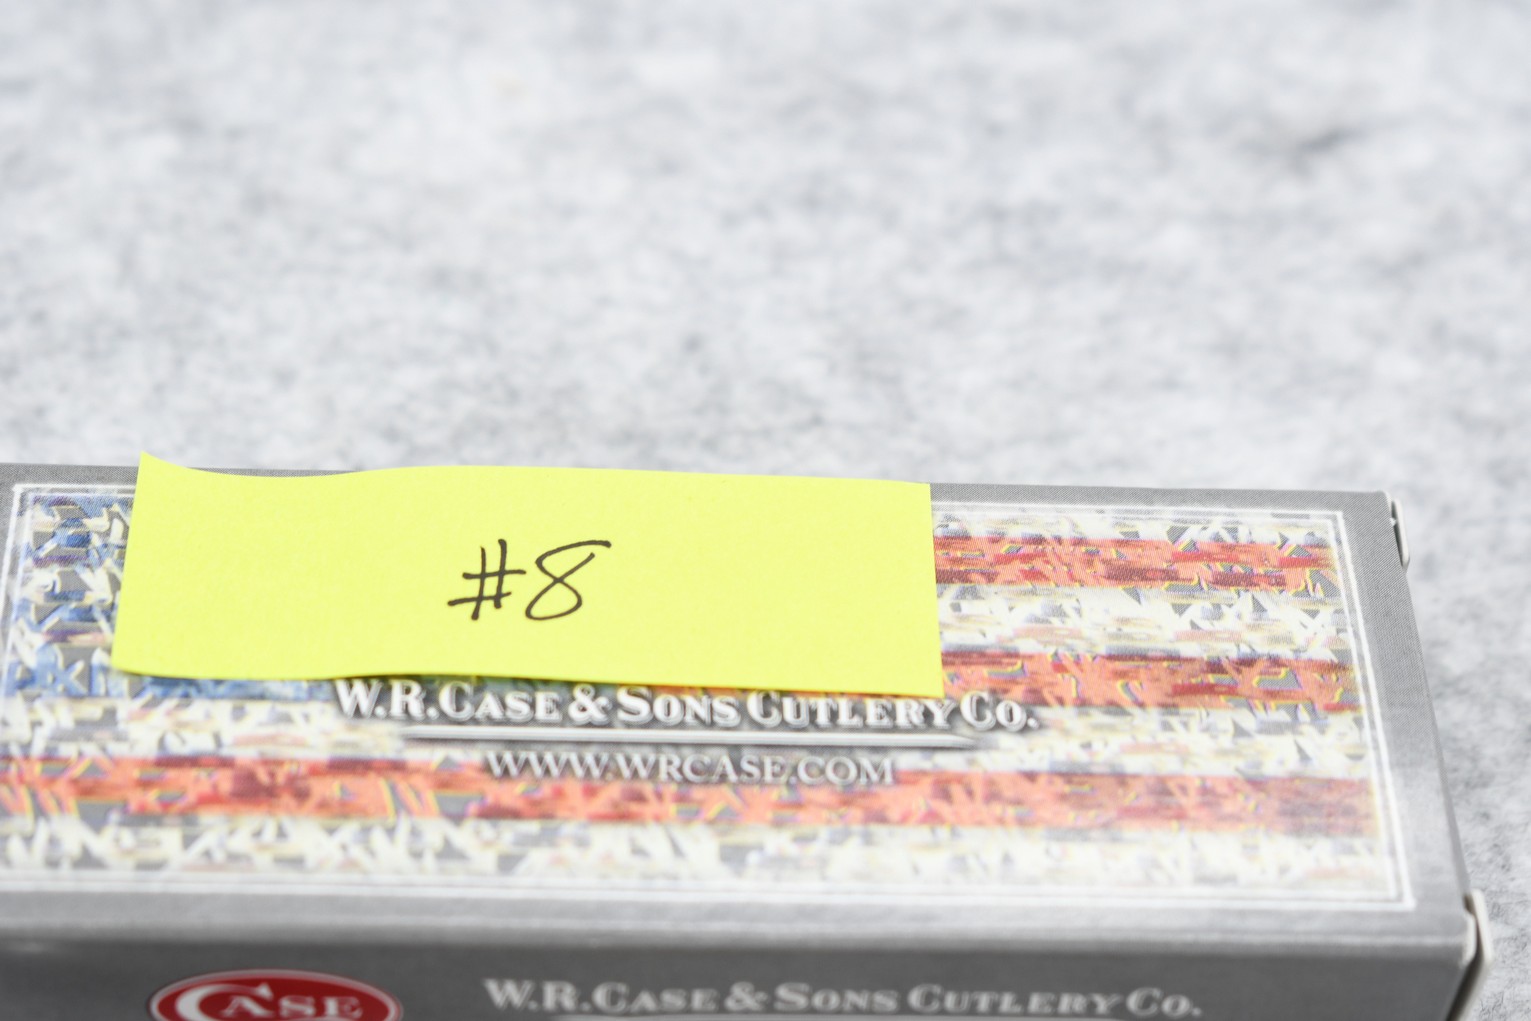 #8
W.R.CASE & SONS CUTLERY CO.
WWW.WRCASE.COM
CASE
W.R.CASE & SONS CUTLERY CO.